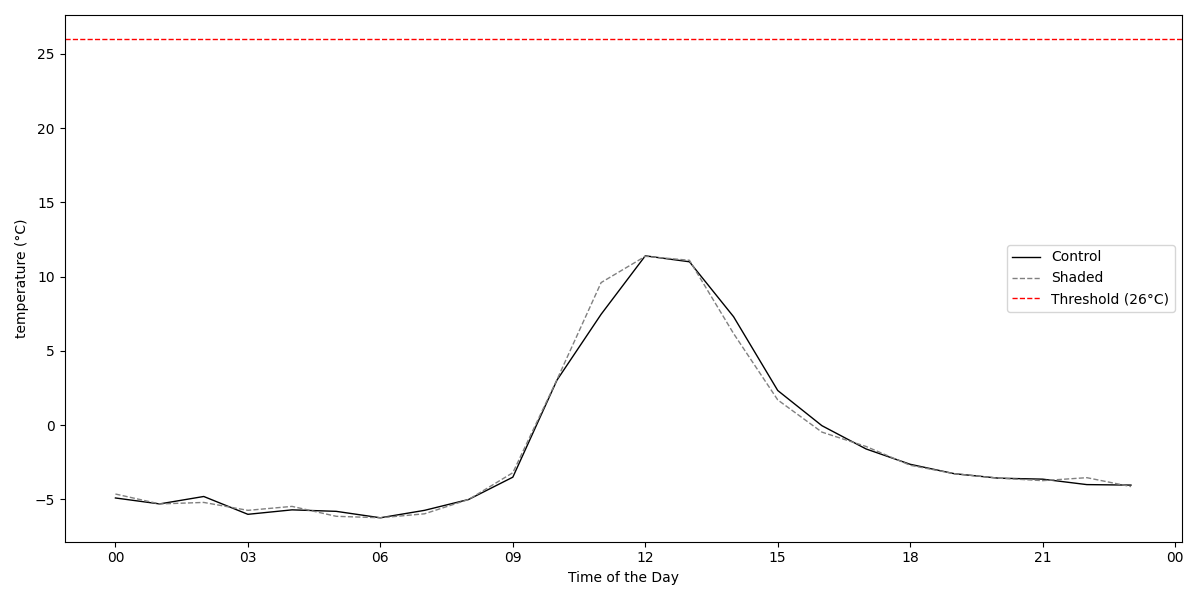 25
20
15
10
5
0
−5
temperature (°C)
Control
Shaded
Threshold (26°C)
00 03 06 09 12 15 18 21 00
Time of the Day